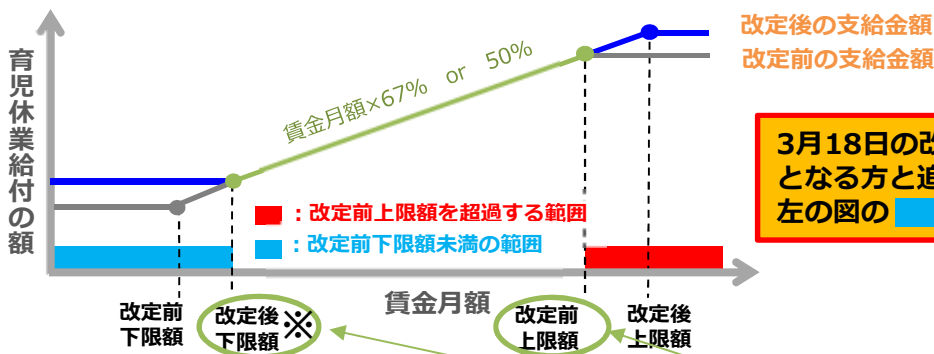 改定後の支給金額
改定前の支給金額
育児休業給付の額
賃金月額×67% or 50%
3月18日の改
となる方と追
左の図の
：改定前上限額を超過する範囲
：改定前下限額未満の範囲
賃金月額
改定前
下限額
改定後
下限額※
改定前
上限額
改定後
上限額